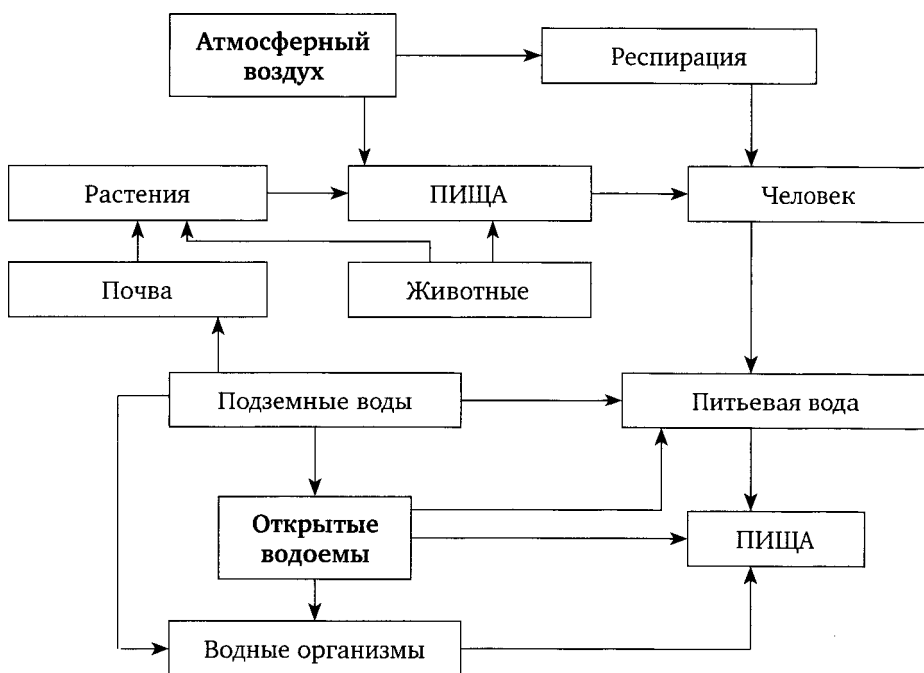 Атмосферный
воздух
Респирация
Растения
ПИЩА
Человек
Почва
Животные
Подземные воды
Питьевая вода
Открытые
водоемы
ПИЩА
Водные организмы